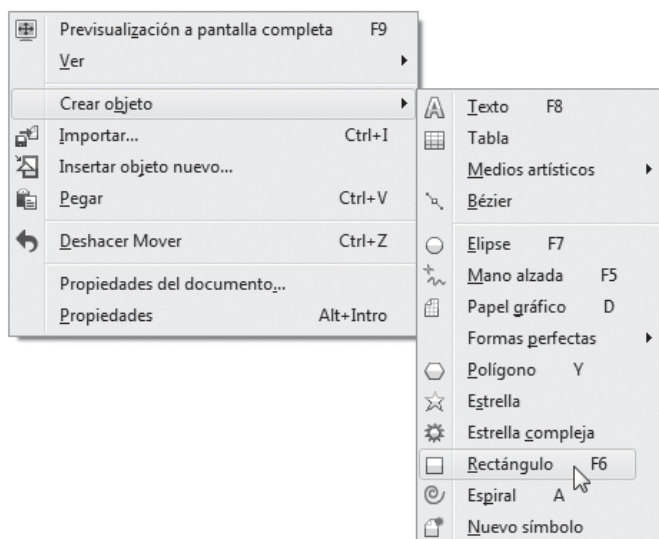 Previsualización a pantalla completa F9
Ver
Crear objeto
Importar... Ctrl+I
Insertar objeto nuevo...
Pegar Ctrl+V
Deshacer Mover Ctrl+Z
Propiedades del documento...
Propiedades Alt+Intro
Texto F8
Tabla
Medios artísticos
Bézier
Elipse F7
Mano alzada F5
Papel gráfico D
Formas perfectas
Polígono Y
Estrella
Estrella compleja
Rectángulo F6
Espiral A
Nuevo símbolo